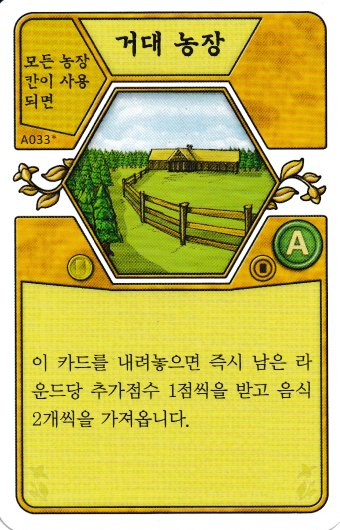 거대 농장
모든 농장
칸이 사용
되면
A033*
A
이 카드를 내려놓으면 즉시 남은 라
운드당 추가점수 1점씩을 받고 음식
2개씩을 가져옵니다.